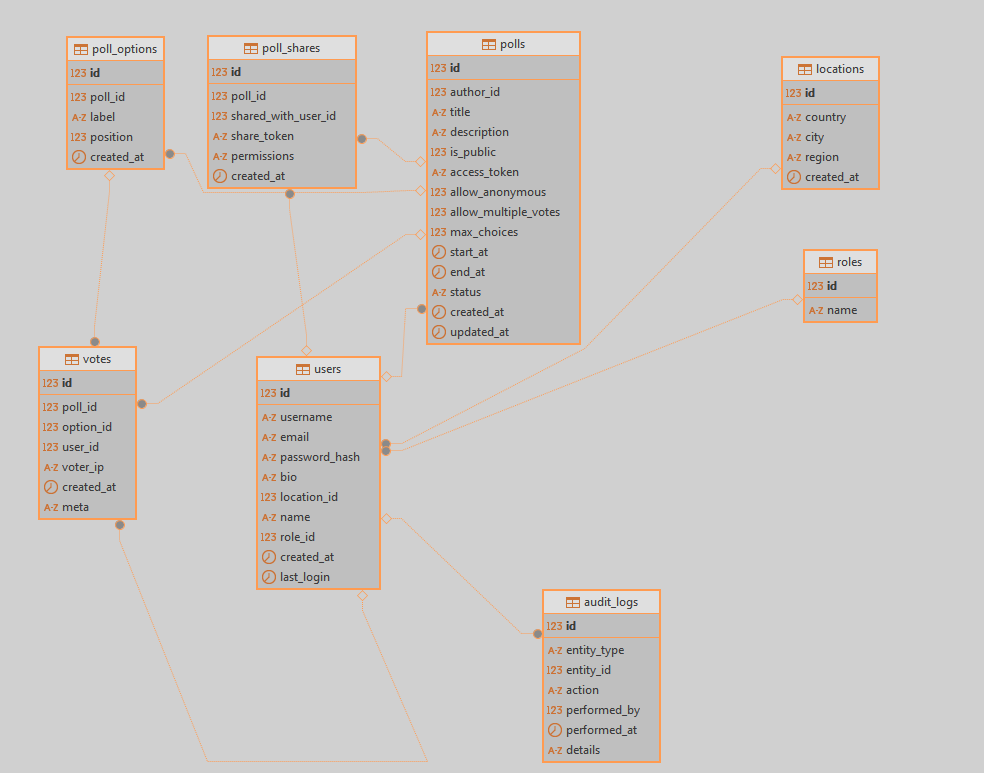 poll_options
123 id
123 poll_id
A-Z label
123 position
created_at
poll_shares
123 id
123 poll_id
123 shared_with_user_id
A-Z share_token
A-Z permissions
created_at
polls
123 id
123 author_id
A-Z title
A-Z description
123 is_public
A-Z access_token
123 allow_anonymous
123 allow_multiple_votes
123 max_choices
start_at
end_at
A-Z status
created_at
updated_at
locations
123 id
A-Z country
A-Z city
A-Z region
created_at
roles
123 id
A-Z name
votes
123 id
123 poll_id
123 option_id
123 user_id
A-Z voter_ip
created_at
A-Z meta
users
123 id
A-Z username
A-Z email
A-Z password_hash
A-Z bio
123 location_id
A-Z name
123 role_id
created_at
last_login
audit_logs
123 id
A-Z entity_type
123 entity_id
A-Z action
123 performed_by
performed_at
A-Z details